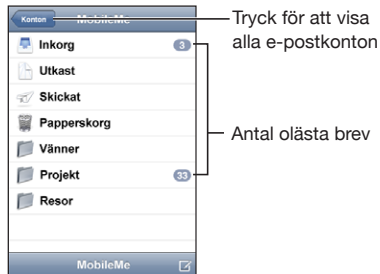 Konton
MobileMe
Inkorg 3
Utkast
Skickat
Papperskorg
Vänner
Projekt 33
Resor
MobileMe
Tryck för att visa
alla e-postkonton
Antal olästa brev